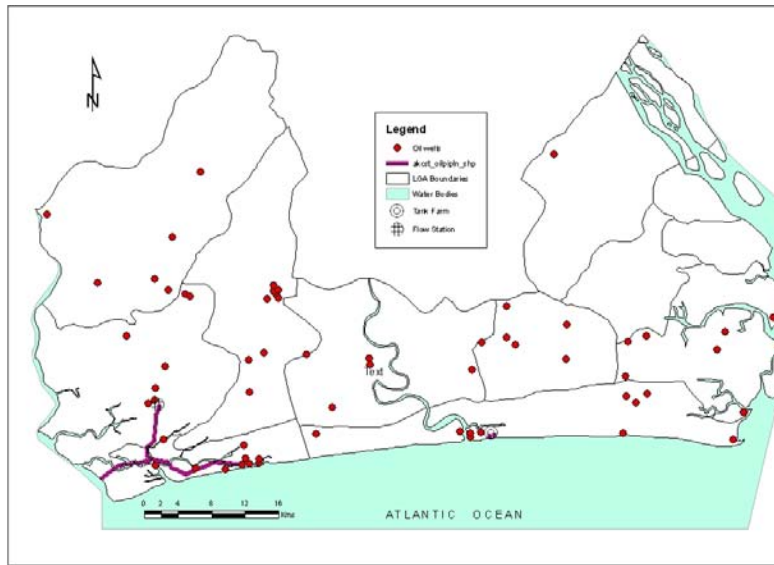 N
Legend
Oil wells
akcst_oilpipln_shp
LGA Boundaries
Water Bodies
Tank Farm
Flow Station
Text
0 2 4 8 12 16
Kms
ATLANTIC OCEAN